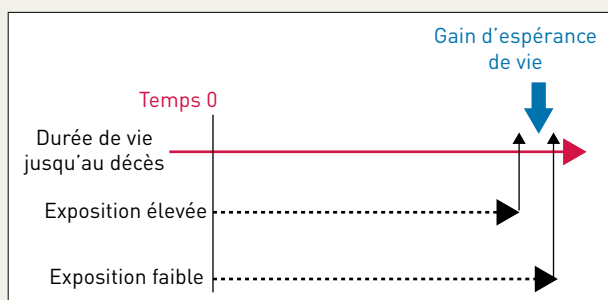 Gain d'espérance
de vie
Temps 0
Durée de vie
jusqu'au décès
Exposition élevée
Exposition faible